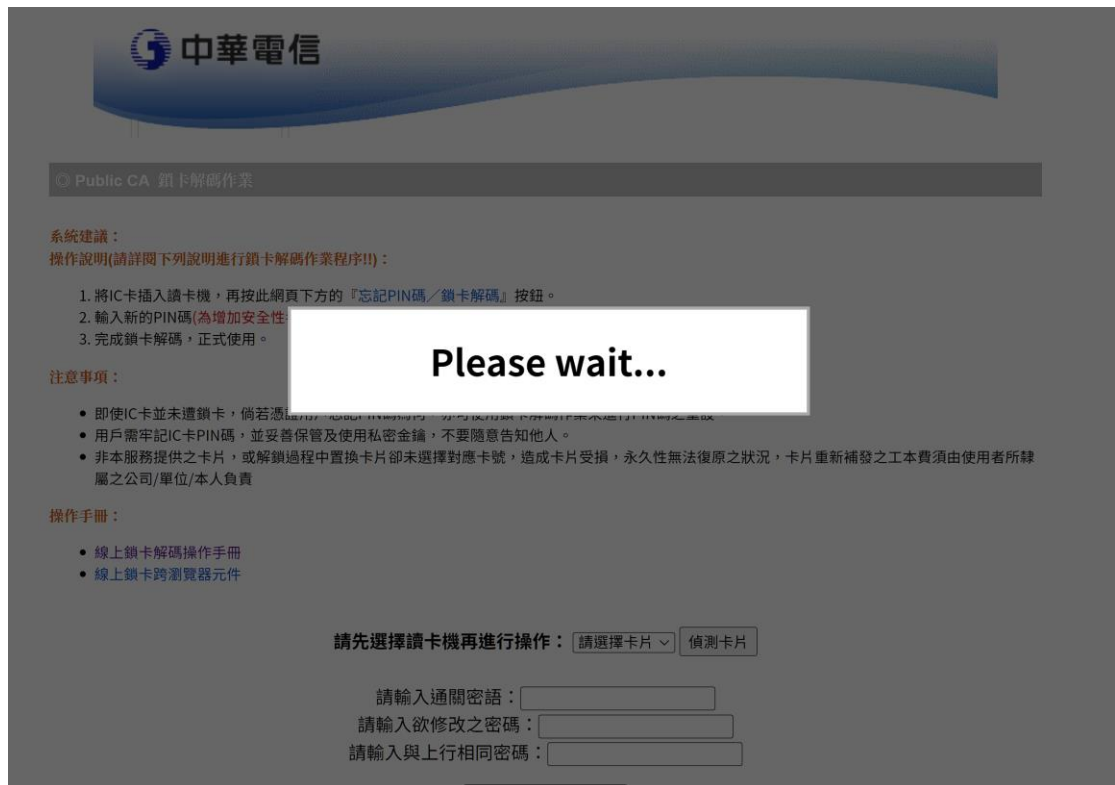 中華電信
◎ Public CA 鎖卡解碼作業
系統建議：
操作說明(請詳閱下列說明進行鎖卡解碼作業程序!!)：
1. 將IC卡插入讀卡機，再按此網頁下方的『忘記PIN碼／鎖卡解碼』按鈕。
2. 輸入新的PIN碼(為增加安全性
3. 完成鎖卡解碼，正式使用。
Please wait...
注意事項：
• 即使IC卡並未遭鎖卡，倘若憑證
• 用戶需牢記IC卡PIN碼，並妥善保管及使用私密金鑰，不要隨意告知他人。
• 非本服務提供之卡片，或解鎖過程中置換卡片卻未選擇對應卡號，造成卡片受損，永久性無法復原之狀況，卡片重新補發之工本費須由使用者所隸
屬之公司/單位/本人負責
操作手冊：
• 線上鎖卡解碼操作手冊
• 線上鎖卡跨瀏覽器元件
請先選擇讀卡機再進行操作： 請選擇卡片 偵測卡片
請輸入通關密語：
請輸入欲修改之密碼：
請輸入與上行相同密碼：